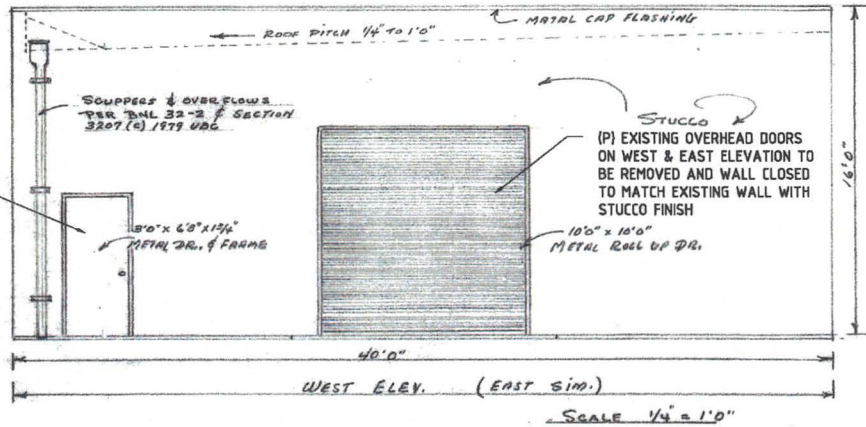 METAL CAP FLASHING
ROOF PITCH 1/4" TO 1'0"
SCUPPERS & OVERFLOWS
PER BNL 32-2 & SECTION
3207 (c) 1979 UBC
STUCCO
(P) EXISTING OVERHEAD DOORS
ON WEST & EAST ELEVATION TO
BE REMOVED AND WALL CLOSED
TO MATCH EXISTING WALL WITH
STUCCO FINISH
16'0"
3'0" x 6'8" x 1 3/4"
METAL DR. & FRAME
10'0" x 10'0"
METAL ROLL UP DR.
40'0"
WEST ELEV. (EAST SIM.)
SCALE 1/4" = 1'0"